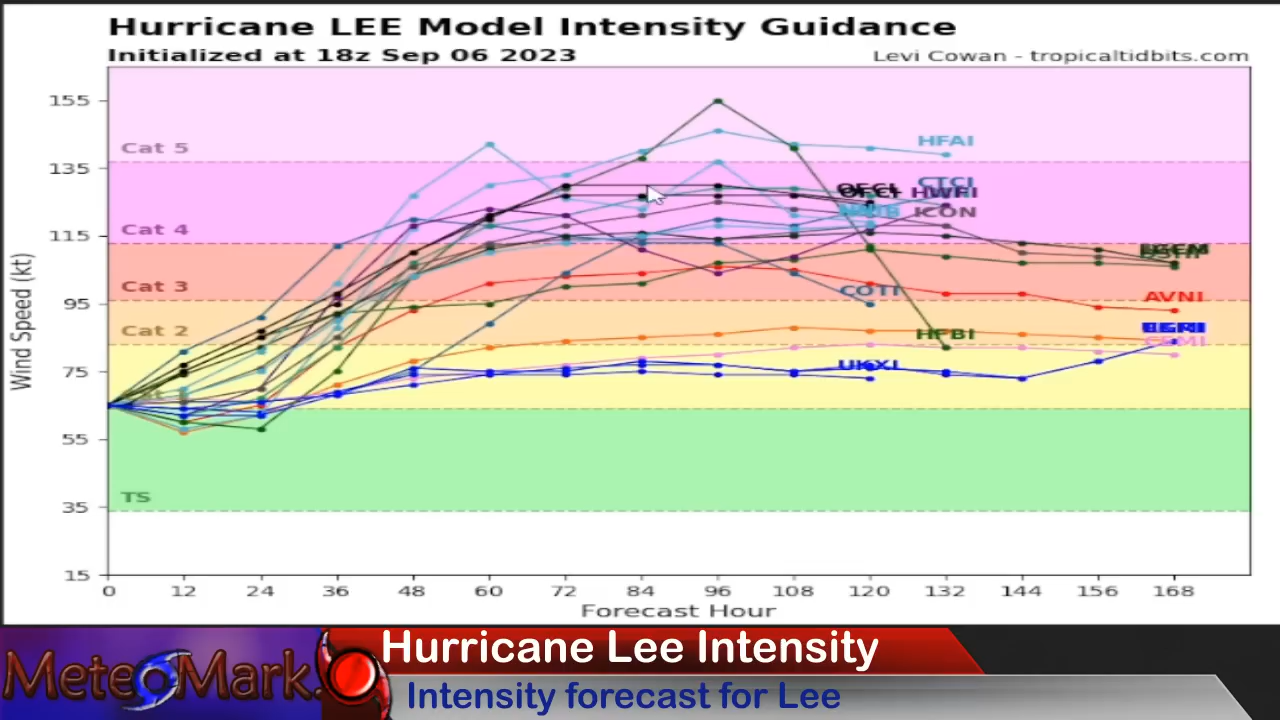 Hurricane LEE Model Intensity Guidance
Initialized at 18z Sep 06 2023
Levi Cowan - tropicaltidbits.com
Wind Speed (kt)
155
135
115
95
75
55
35
15
Cat 5
Cat 4
Cat 3
Cat 2
TS
HFAI
CTCI
OFCL HWFI
ICON
COTI
HFBI
UKXI
LGEM
AVNI
0 12 24 36 48 60 72 84 96 108 120 132 144 156 168
Forecast Hour
MeteoMark.
Hurricane Lee Intensity
Intensity forecast for Lee